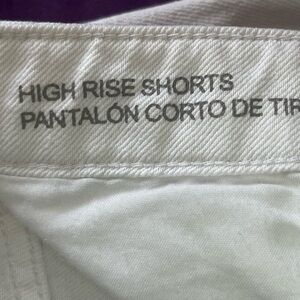 HIGH RISE SHORTS
PANTALÓN CORTO DE TIR